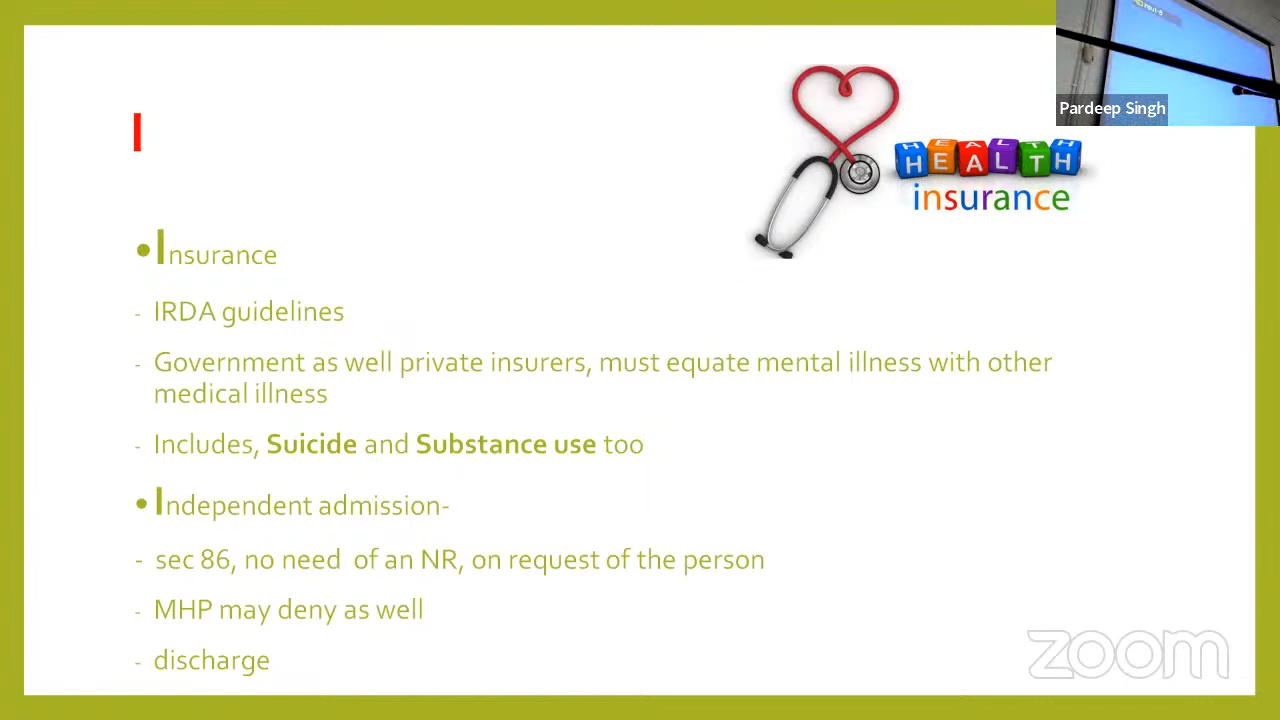 Pardeep Singh
I
HEALTH
insurance
•Insurance
- IRDA guidelines
- Government as well private insurers, must equate mental illness with other
medical illness
- Includes, Suicide and Substance use too
•Independent admission-
- sec 86, no need of an NR, on request of the person
- MHP may deny as well
- discharge
zoom